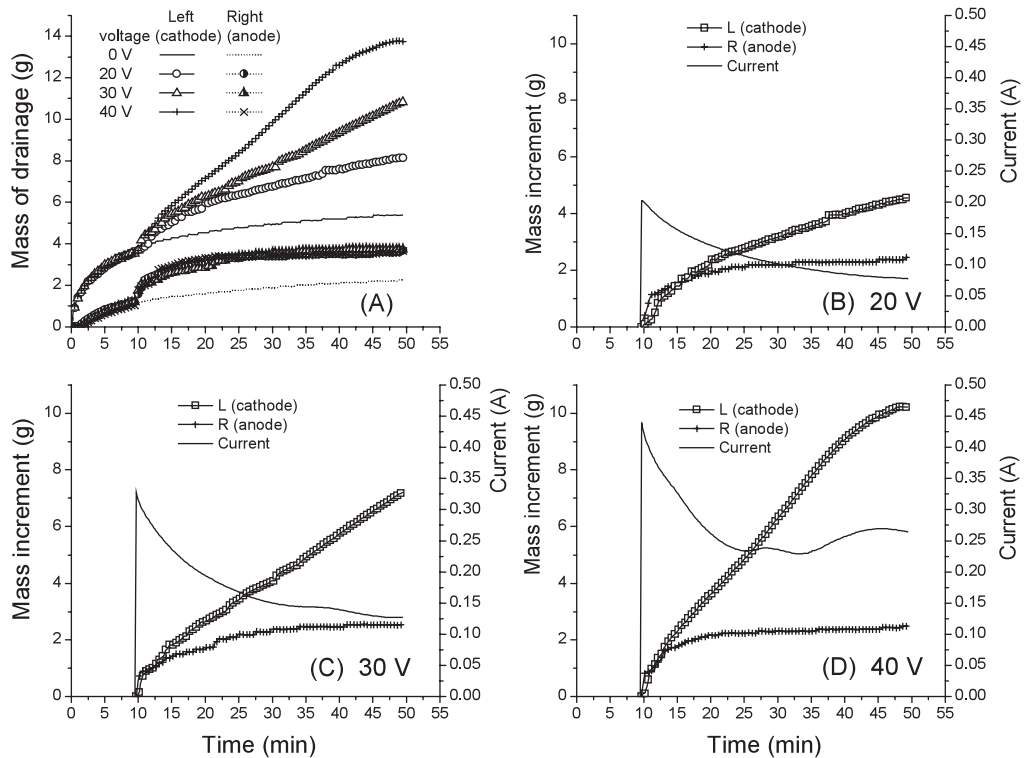 Left Right
voltage (cathode) (anode)
0 V
20 V
30 V
40 V
Mass of drainage (g)
14
12
10
8
6
4
2
0
0 5 10 15 20 25 30 35 40 45 50 55
(A)
L (cathode)
R (anode)
Current
Mass increment (g)
10
8
6
4
2
0
0 5 10 15 20 25 30 35 40 45 50 55
Current (A)
0.50
0.45
0.40
0.35
0.30
0.25
0.20
0.15
0.10
0.05
0.00
(B) 20 V
L (cathode)
R (anode)
Current
Mass increment (g)
10
8
6
4
2
0
0 5 10 15 20 25 30 35 40 45 50 55
Time (min)
Current (A)
0.50
0.45
0.40
0.35
0.30
0.25
0.20
0.15
0.10
0.05
0.00
(C) 30 V
L (cathode)
R (anode)
Current
Mass increment (g)
10
8
6
4
2
0
0 5 10 15 20 25 30 35 40 45 50 55
Time (min)
Current (A)
0.50
0.45
0.40
0.35
0.30
0.25
0.20
0.15
0.10
0.05
0.00
(D) 40 V